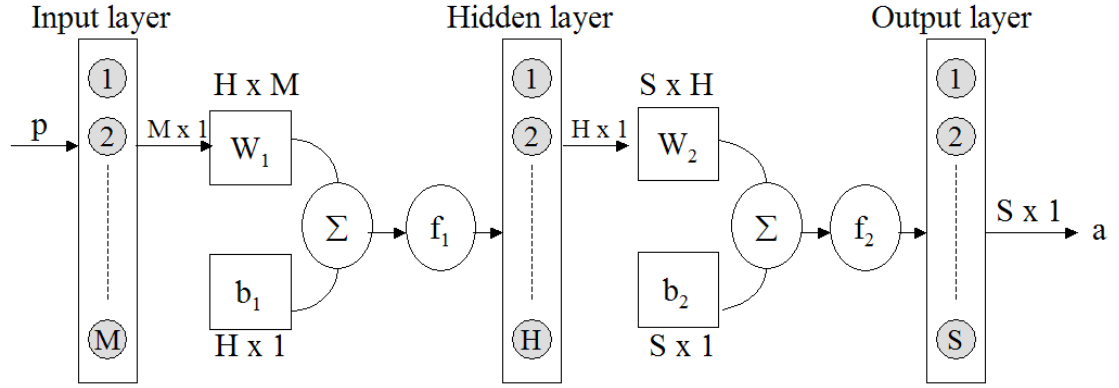 Input layer
Hidden layer
Output layer
1
2
M
p
M x 1
H x M
W₁
b₁
H x 1
Σ
f₁
1
2
H
H x 1
S x H
W₂
b₂
S x 1
Σ
f₂
1
2
S
S x 1
a